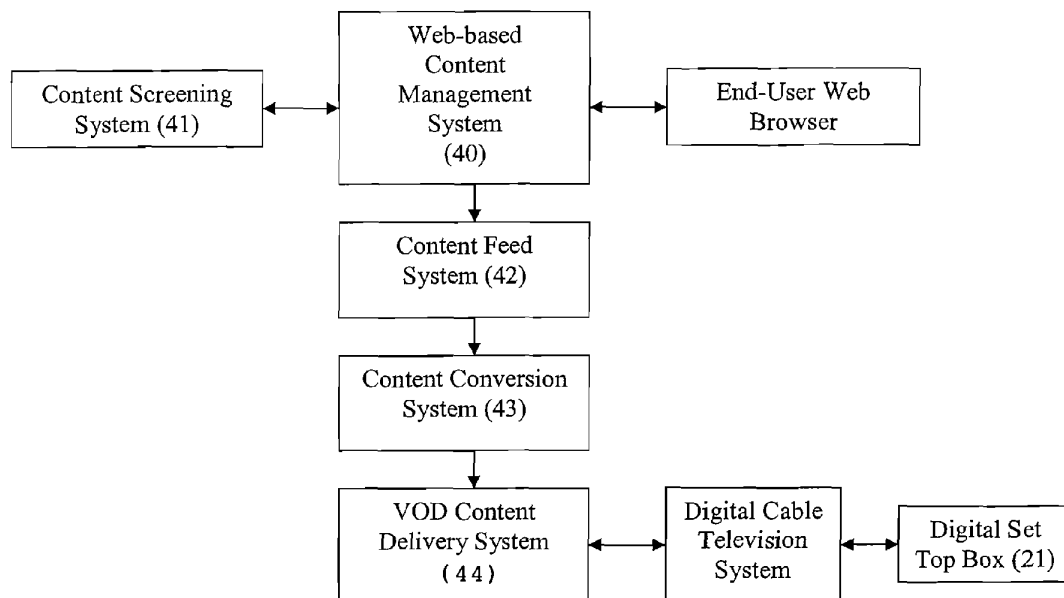 Web-based
Content
Management
System
(40)
Content Screening
System (41)
End-User Web
Browser
Content Feed
System (42)
Content Conversion
System (43)
VOD Content
Delivery System
(44)
Digital Cable
Television
System
Digital Set
Top Box (21)